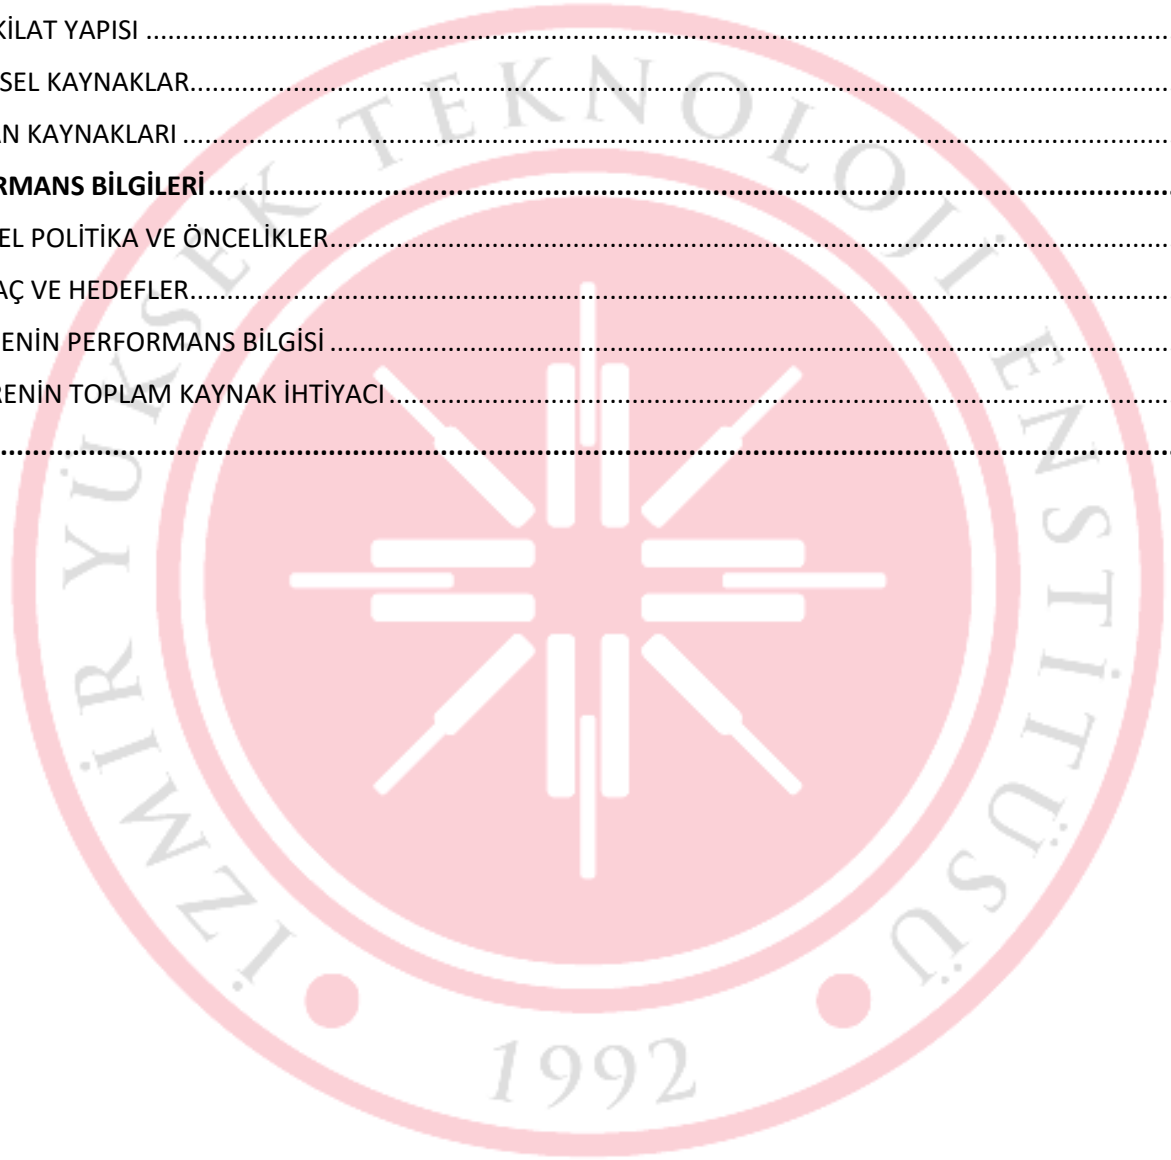 KİLAT YAPISI ................................................................
SEL KAYNAKLAR................................................................
AN KAYNAKLARI ................................................................
RMANS BİLGİLERİ................................................................
EL POLİTİKA VE ÖNCELİKLER................................................................
AÇ VE HEDEFLER................................................................
ENİN PERFORMANS BİLGİSİ ................................................................
RENİN TOPLAM KAYNAK İHTİYACI ................................................................
................................................................
İZMİR YÜKSEK TEKNOLOJİ ENSTİTÜSÜ
1992